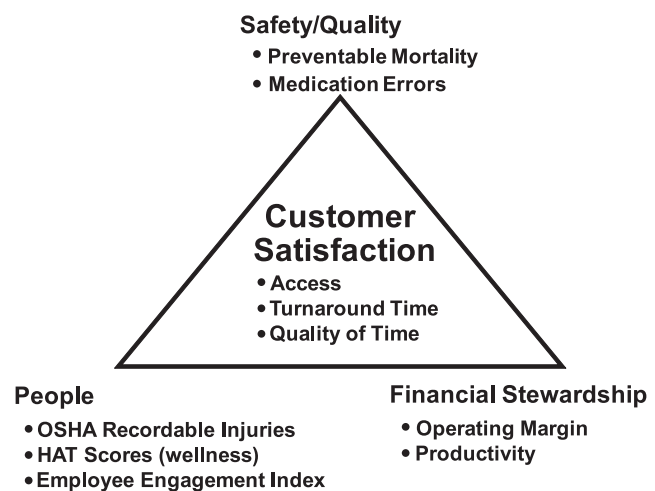 Safety/Quality
• Preventable Mortality
• Medication Errors
Customer
Satisfaction
• Access
• Turnaround Time
• Quality of Time
People
• OSHA Recordable Injuries
• HAT Scores (wellness)
• Employee Engagement Index
Financial Stewardship
• Operating Margin
• Productivity